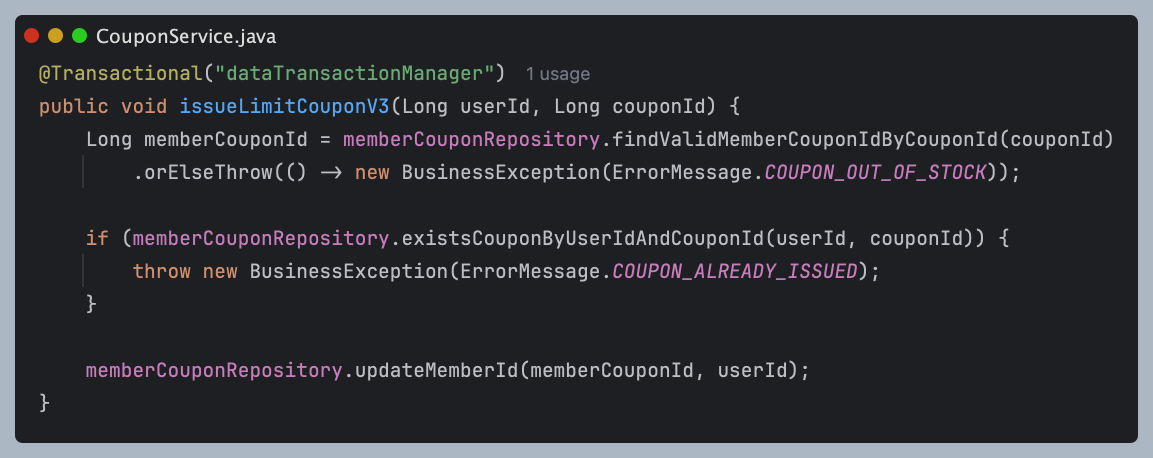 CouponService.java
@Transactional("dataTransactionManager") 1 usage
public void issueLimitCouponV3(Long userId, Long couponId) {
    Long memberCouponId = memberCouponRepository.findValidMemberCouponIdByCouponId(couponId)
        .orElseThrow(() -> new BusinessException(ErrorMessage.COUPON_OUT_OF_STOCK));
    if (memberCouponRepository.existsCouponByUserIdAndCouponId(userId, couponId)) {
        throw new BusinessException(ErrorMessage.COUPON_ALREADY_ISSUED);
    }
    memberCouponRepository.updateMemberId(memberCouponId, userId);
}